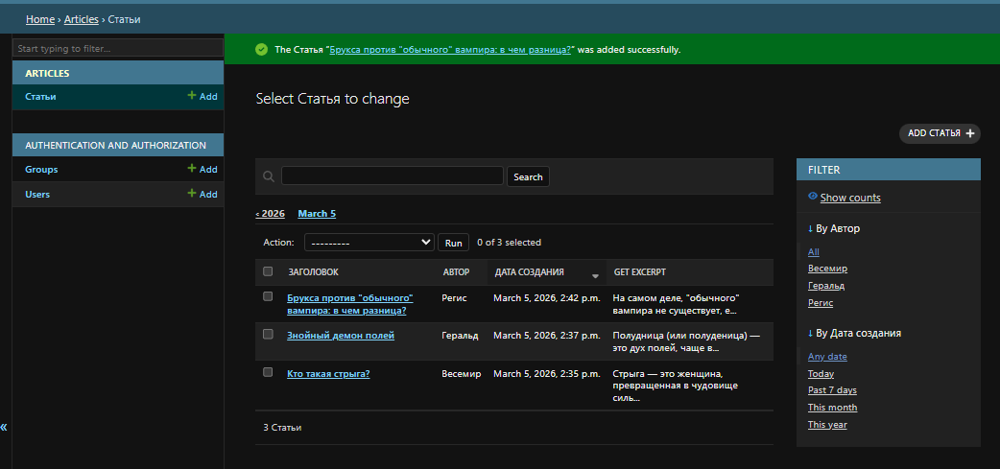 Home › Articles › Статьи
Start typing to filter...
ARTICLES
Статьи + Add
AUTHENTICATION AND AUTHORIZATION
Groups + Add
Users + Add
«
The Статья "Брукса против "обычного" вампира: в чем разница?" was added successfully.
Select Статья to change
ADD СТАТЬЯ +
Search
‹ 2026 March 5
Action: --------- Run 0 of 3 selected
ЗАГОЛОВОК АВТОР ДАТА СОЗДАНИЯ GET EXCERPT
Брукса против "обычного" вампира: в чем разница? Регис March 5, 2026, 2:42 p.m. На самом деле, "обычного" вампира не существует, е...
Знойный демон полей Геральд March 5, 2026, 2:37 p.m. Полудница (или полуденица) — это дух полей, чаще в...
Кто такая стрыга? Весемир March 5, 2026, 2:35 p.m. Стрыга — это женщина, превращенная в чудовище силь...
3 Статьи
FILTER
Show counts
↓ By Автор
All
Весемир
Геральд
Регис
↓ By Дата создания
Any date
Today
Past 7 days
This month
This year